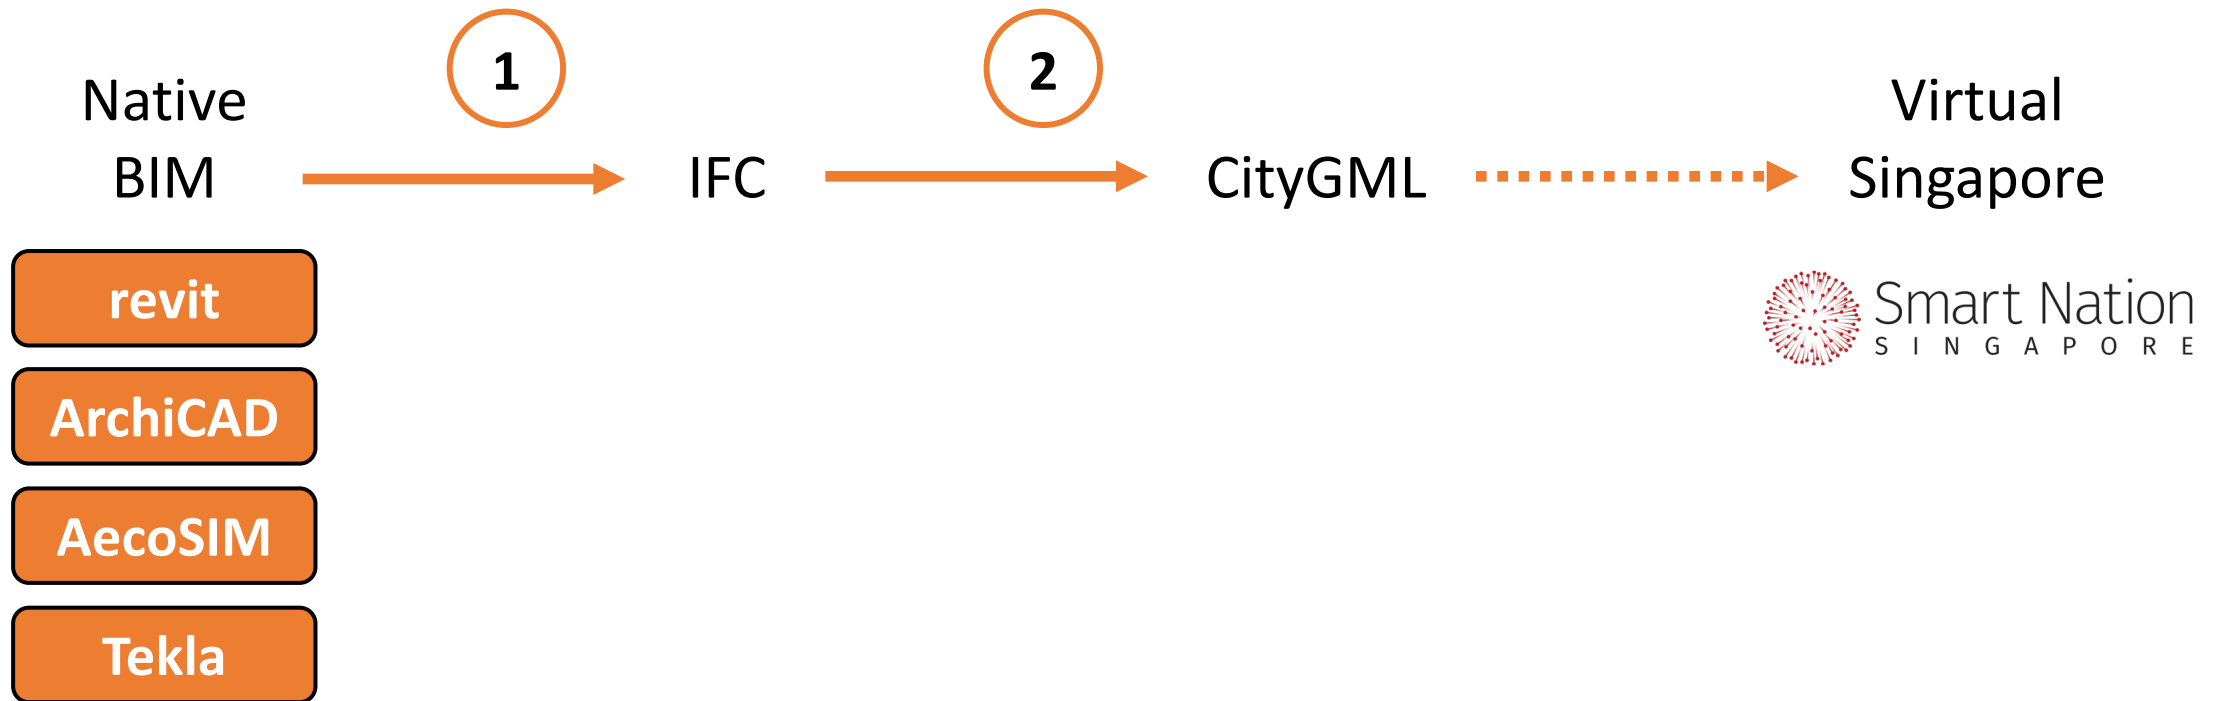 1
2
Native
BIM
IFC
CityGML
Virtual
Singapore
revit
ArchiCAD
AecoSIM
Tekla
Smart Nation
SINGAPORE